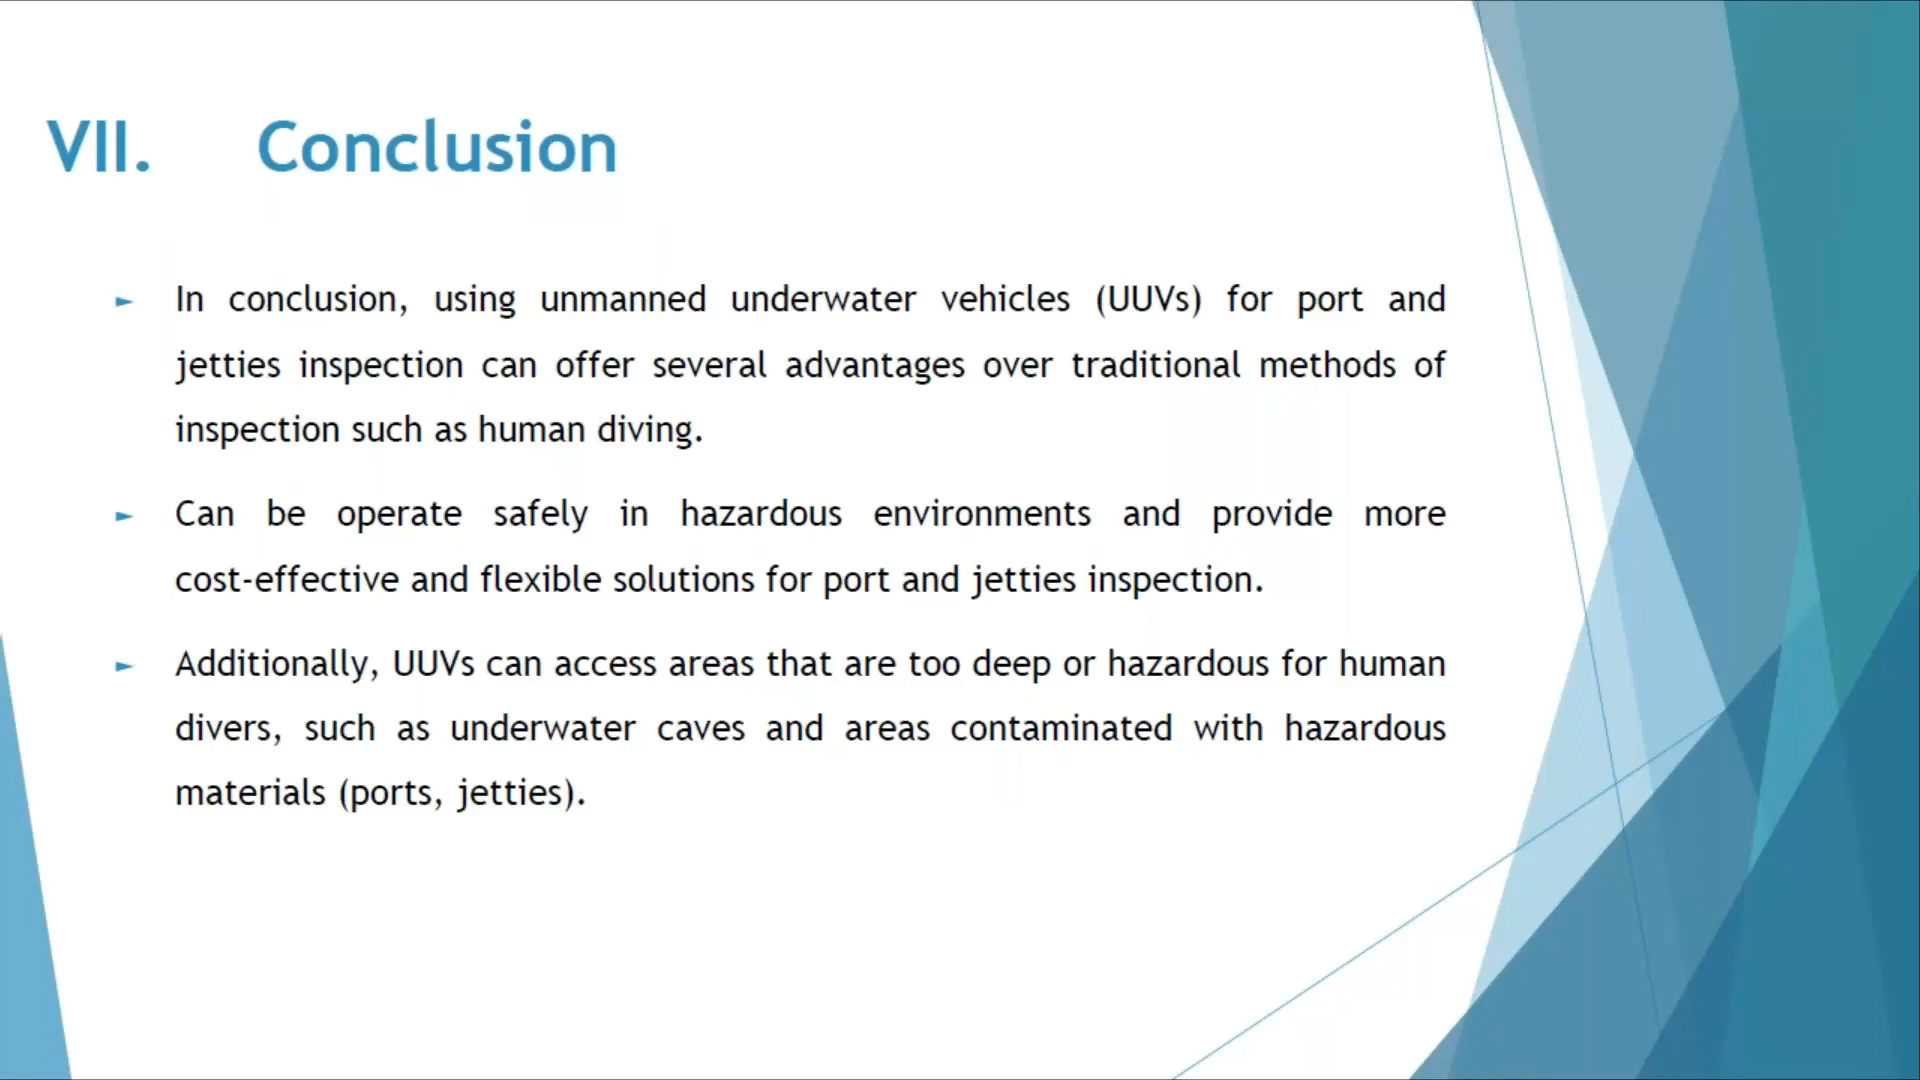 VII. Conclusion
► In conclusion, using unmanned underwater vehicles (UUVs) for port and
jetties inspection can offer several advantages over traditional methods of
inspection such as human diving.
► Can be operate safely in hazardous environments and provide more
cost-effective and flexible solutions for port and jetties inspection.
► Additionally, UUVs can access areas that are too deep or hazardous for human
divers, such as underwater caves and areas contaminated with hazardous
materials (ports, jetties).